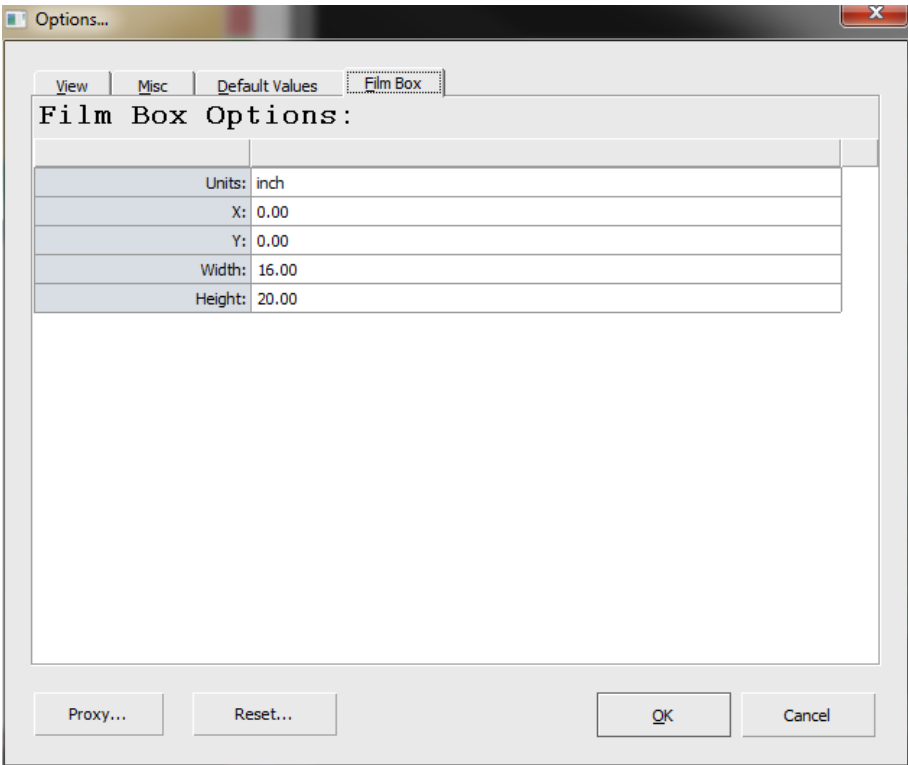 Options...
View Misc Default Values Film Box
Film Box Options:
Units: inch
X: 0.00
Y: 0.00
Width: 16.00
Height: 20.00
Proxy... Reset... OK Cancel